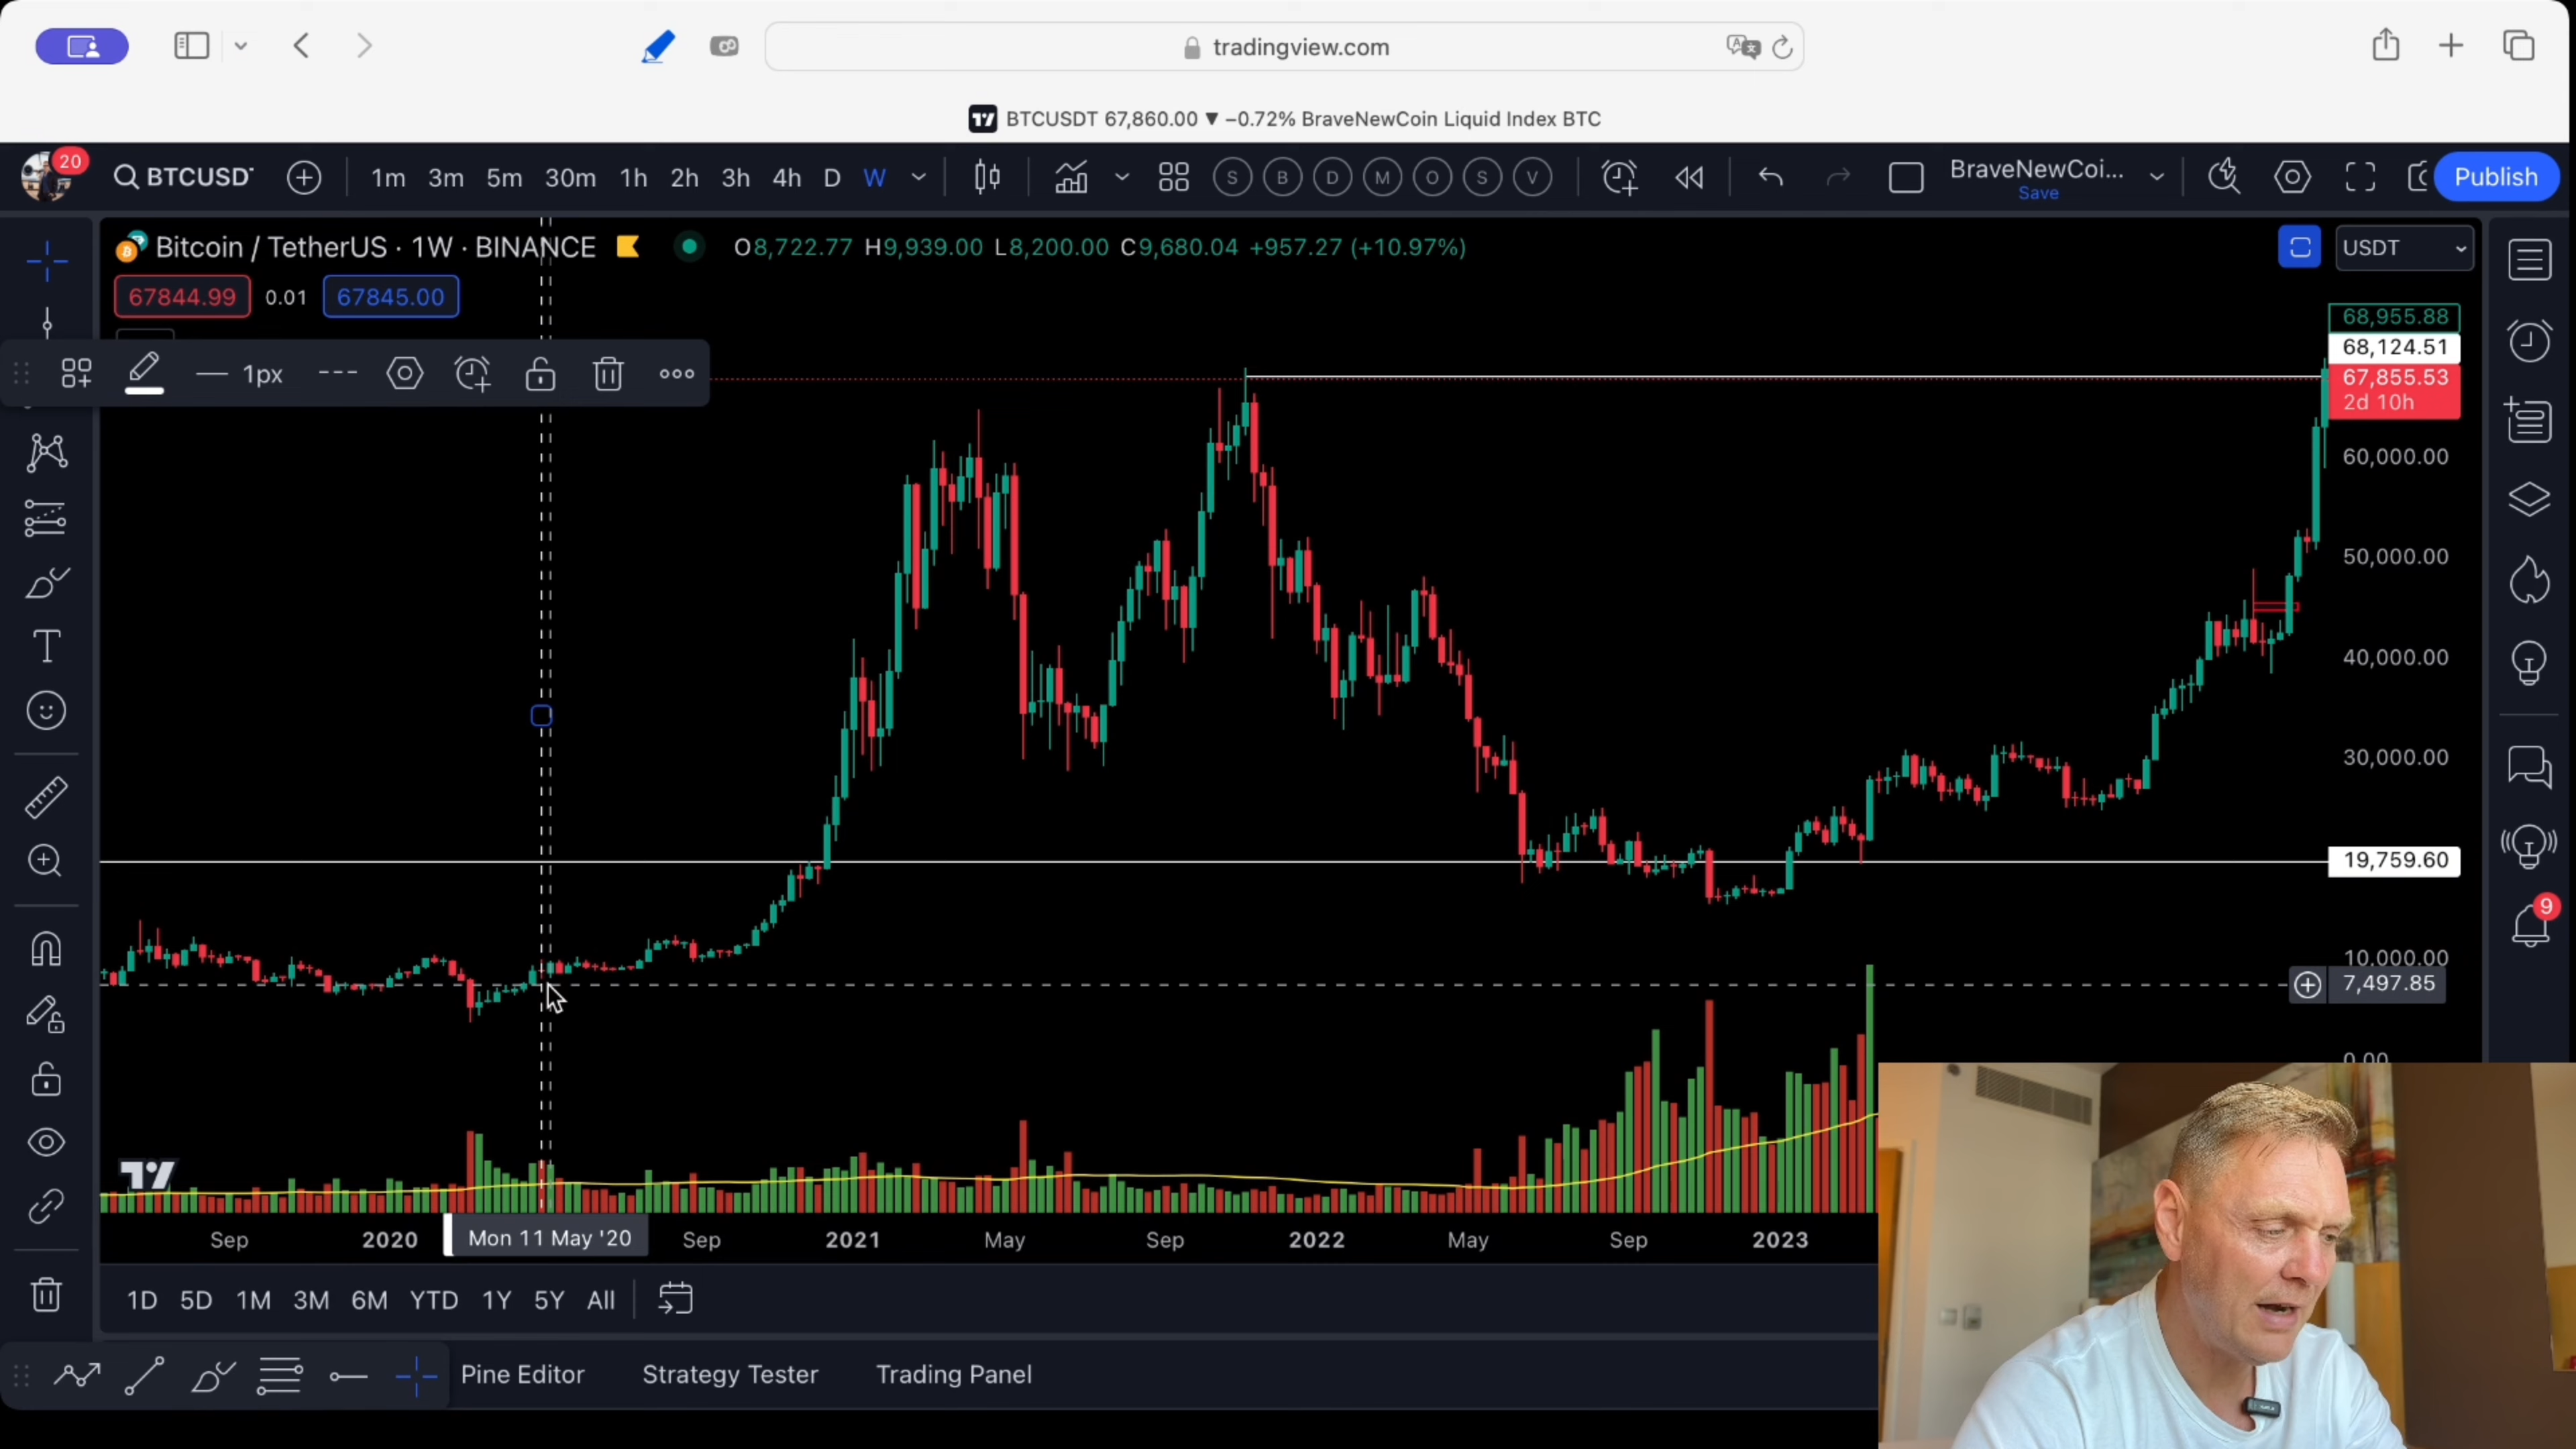 tradingview.com
BTCUSDT 67,860.00 ▼ −0.72% BraveNewCoin Liquid Index BTC
20
BTCUSDT
1m 3m 5m 30m 1h 2h 3h 4h D W
S B D M O S V
BraveNewCoi...
Save
Publish
Bitcoin / TetherUS · 1W · BINANCE
O8,722.77 H9,939.00 L8,200.00 C9,680.04 +957.27 (+10.97%)
USDT
67844.99 0.01 67845.00
1px
68,955.88
68,124.51
67,855.53
2d 10h
60,000.00
50,000.00
40,000.00
30,000.00
19,759.60
9
10,000.00
7,497.85
0.00
Sep 2020 Mon 11 May '20 Sep 2021 May Sep 2022 May Sep 2023
1D 5D 1M 3M 6M YTD 1Y 5Y All
Pine Editor Strategy Tester Trading Panel